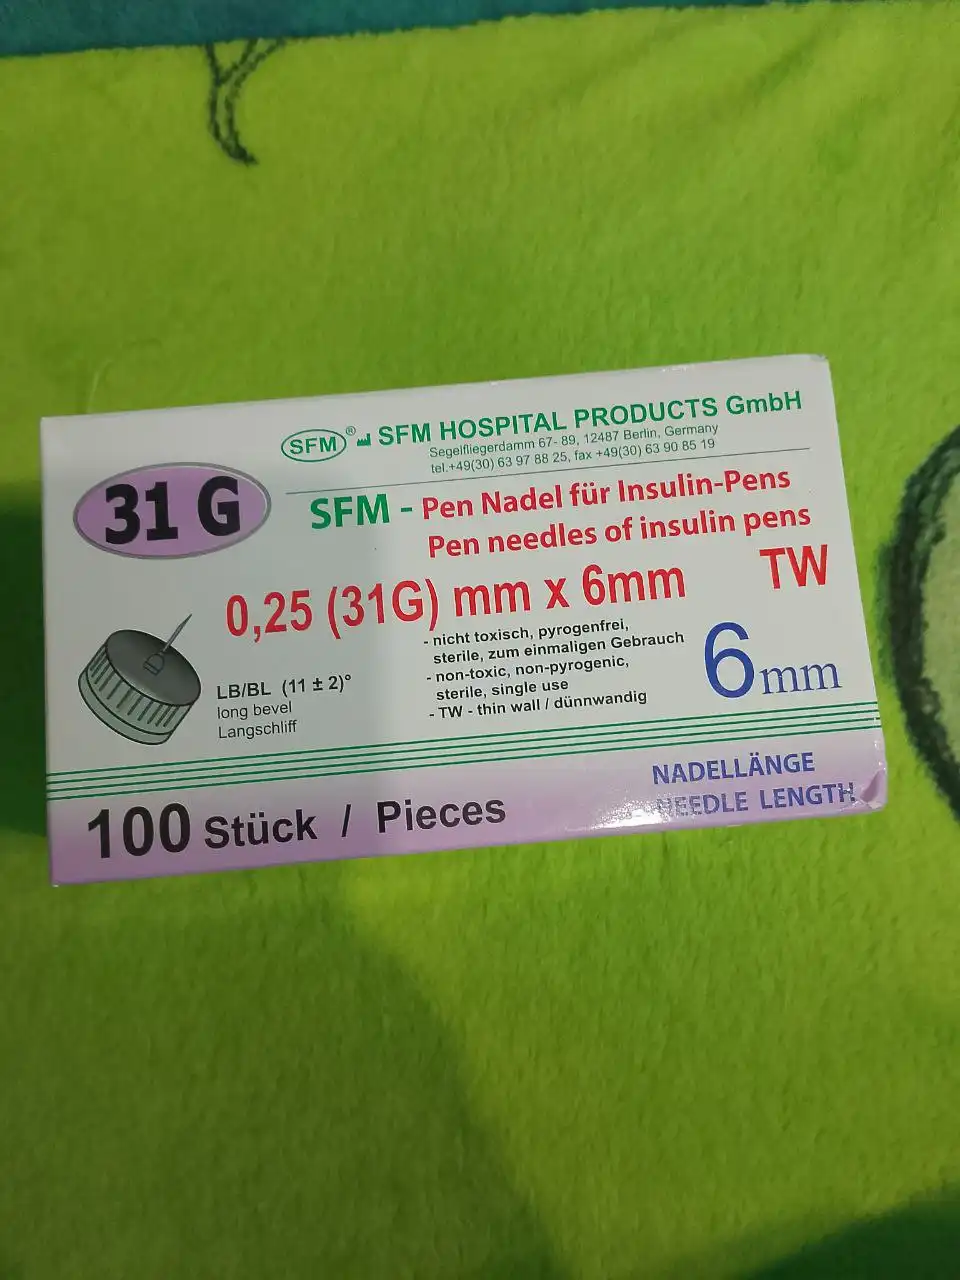 SFM® SFM HOSPITAL PRODUCTS GmbH
Segelfliegerdamm 67- 89, 12487 Berlin, Germany
tel.+49(30) 63 97 88 25, fax +49(30) 63 90 85 19
31 G
SFM - Pen Nadel für Insulin-Pens
Pen needles of insulin pens
0,25 (31G) mm x 6mm TW
- nicht toxisch, pyrogenfrei,
sterile, zum einmaligen Gebrauch
- non-toxic, non-pyrogenic,
sterile, single use
- TW - thin wall / dünnwandig
6mm
LB/BL (11 ± 2)°
long bevel
Langschliff
NADELLÄNGE
NEEDLE LENGTH
100 Stück / Pieces